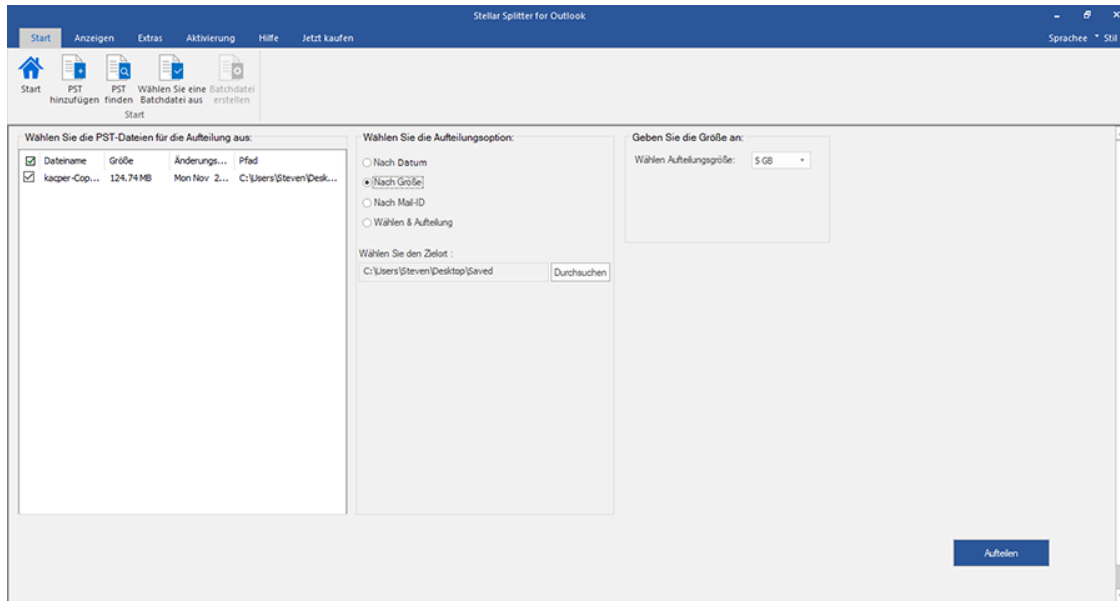 Stellar Splitter for Outlook
Start Anzeigen Extras Aktivierung Hilfe Jetzt kaufen Sprachee Stil
Start PST hinzufügen PST finden Wählen Sie eine Batchdatei aus Batchdatei erstellen
Start
Wählen Sie die PST-Dateien für die Aufteilung aus:
Dateiname Größe Änderungs... Pfad
kacper-Cop... 124.74 MB Mon Nov 2... C:\Users\Steven\Desk...
Wählen Sie die Aufteilungsoption:
Nach Datum
Nach Größe
Nach Mail-ID
Wählen & Aufteilung
Wählen Sie den Zielort :
C:\Users\Steven\Desktop\Saved Durchsuchen
Geben Sie die Größe an:
Wählen Aufteilungsgröße: 5 GB
Aufteilen